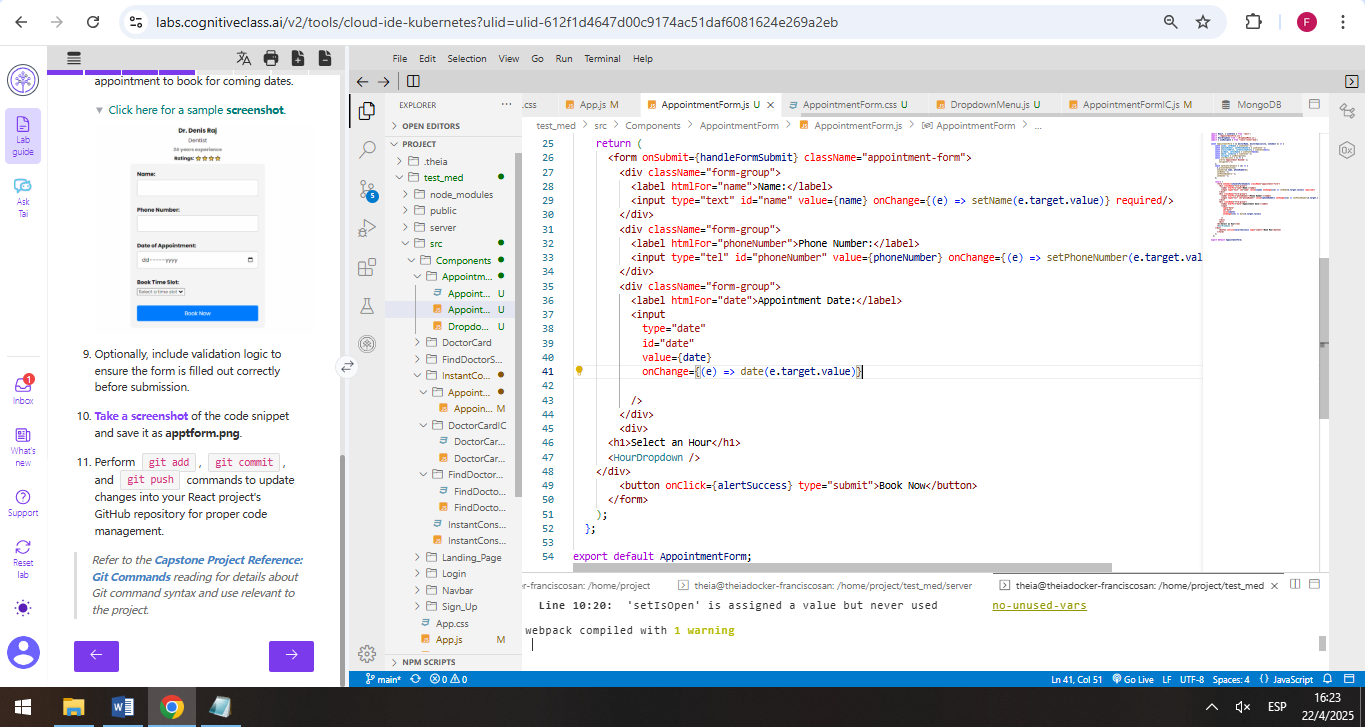 labs.cognitiveclass.ai/v2/tools/cloud-ide-kubernetes?ulid=ulid-612f1d4647d00c9174ac51daf6081624e269a2eb
F
Lab guide
Ask Tai
1
Inbox
What's new
Support
Reset lab
appointment to book for coming dates.
▼ Click here for a sample screenshot.
Dr. Denis Raj
Dentist
24 years experience
Ratings:
Name:
Phone Number:
Date of Appointment:
dd-----yyyy
Book Time Slot:
Select a time slot
Book Now
9. Optionally, include validation logic to
ensure the form is filled out correctly
before submission.
10. Take a screenshot of the code snippet
and save it as apptform.png.
11. Perform git add , git commit ,
and git push commands to update
changes into your React project's
GitHub repository for proper code
management.
Refer to the Capstone Project Reference:
Git Commands reading for details about
Git command syntax and use relevant to
the project.
File Edit Selection View Go Run Terminal Help
5
EXPLORER ...
OPEN EDITORS
PROJECT
.theia
test_med
node_modules
public
server
src
Components
Appointm...
Appoint... U
Appoint... U
Dropdo... U
DoctorCard
FindDoctorS...
InstantCo...
Appoint...
Appoin... M
DoctorCardIC
DoctorCar...
DoctorCar...
FindDoctor...
FindDocto...
FindDocto...
InstantCons...
InstantCons...
Landing_Page
Login
Navbar
Sign_Up
App.css
App.js M
NPM SCRIPTS
.css App.js M AppointmentForm.js U × AppointmentForm.css U DropdownMenu.js U AppointmentFormIC.js M MongoDB
test_med > src > Components > AppointmentForm > AppointmentForm.js > AppointmentForm > ...
25 return (
26 <form onSubmit={handleFormSubmit} className="appointment-form">
27 <div className="form-group">
28 <label htmlFor="name">Name:</label>
29 <input type="text" id="name" value={name} onChange={(e) => setName(e.target.value)} required/>
30 </div>
31 <div className="form-group">
32 <label htmlFor="phoneNumber">Phone Number:</label>
33 <input type="tel" id="phoneNumber" value={phoneNumber} onChange={(e) => setPhoneNumber(e.target.val
34 </div>
35 <div className="form-group">
36 <label htmlFor="date">Appointment Date:</label>
37 <input
38 type="date"
39 id="date"
40 value={date}
41 onChange={(e) => date(e.target.value)}
42
43 />
44 </div>
45 <div>
46 <h1>Select an Hour</h1>
47 <HourDropdown />
48 </div>
49 <button onClick={alertSuccess} type="submit">Book Now</button>
50 </form>
51 );
52 };
53
54 export default AppointmentForm;
er-franciscosan: /home/project theia@theiadocker-franciscosan: /home/project/test_med/server theia@theiadocker-franciscosan: /home/project/test_med ×
Line 10:20: 'setIsOpen' is assigned a value but never used no-unused-vars
webpack compiled with 1 warning
main* 0 0 Ln 41, Col 51 Go Live LF UTF-8 Spaces: 4 {} JavaScript
ESP
16:23
22/4/2025